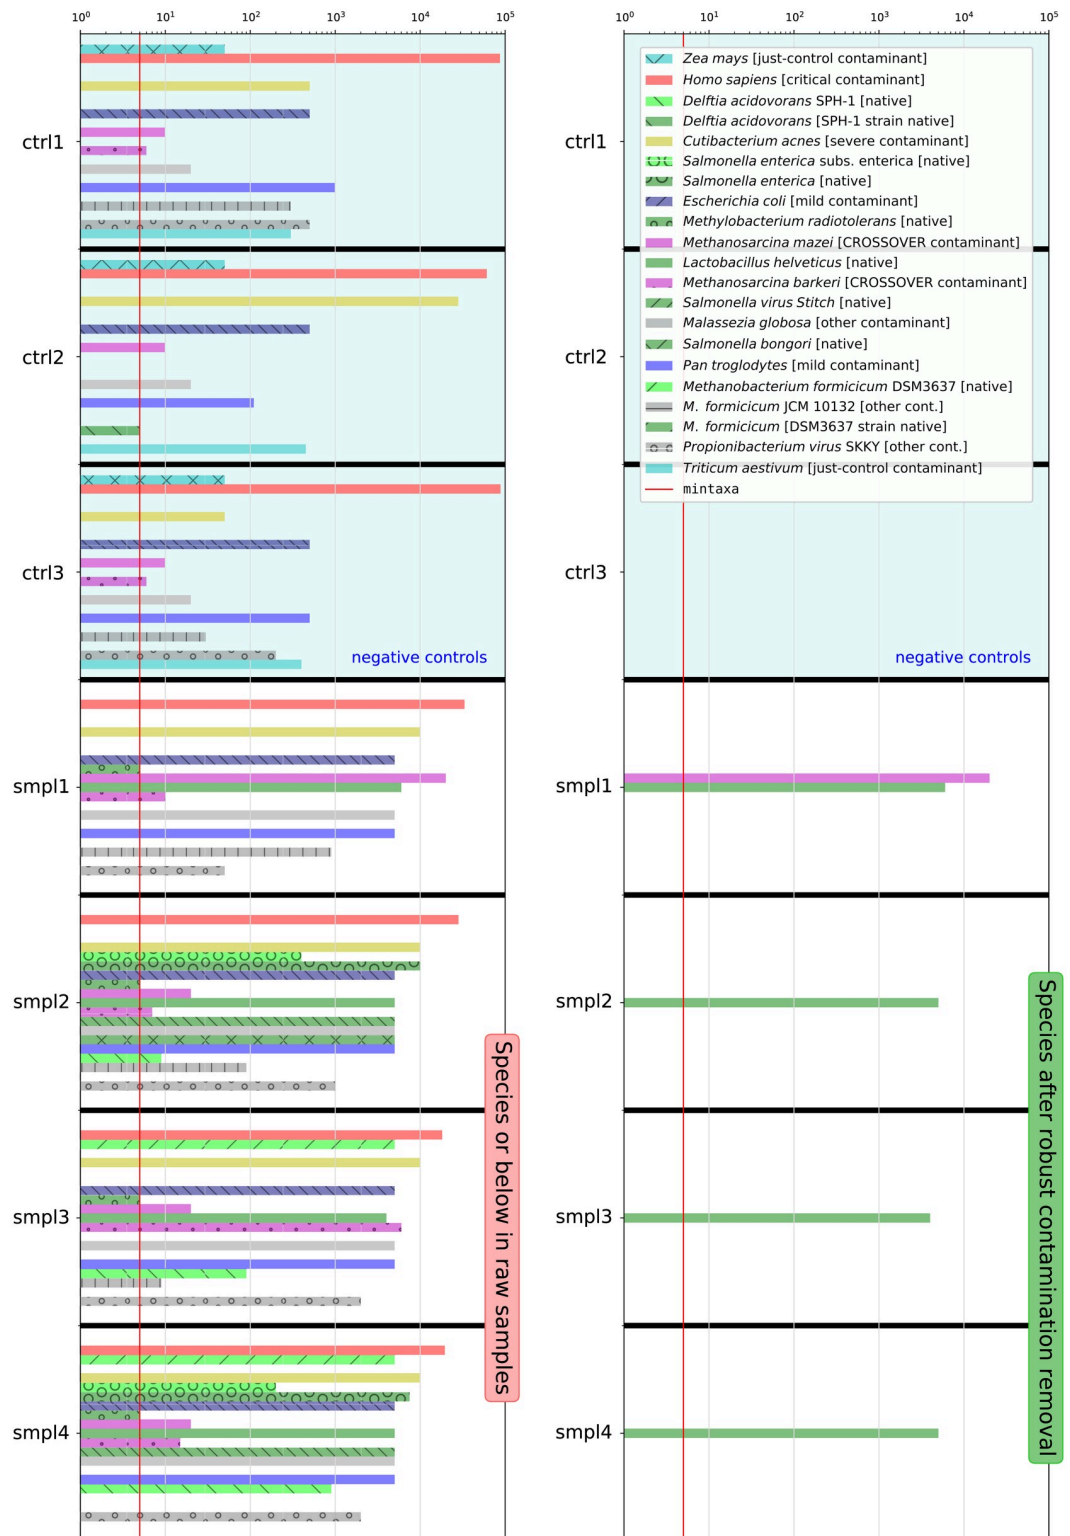 10⁰ 10¹ 10² 10³ 10⁴ 10⁵
10⁰ 10¹ 10² 10³ 10⁴ 10⁵
ctrl1
ctrl2
ctrl3
negative controls
smpl1
smpl2
smpl3
smpl4
Species or below in raw samples
Zea mays [just-control contaminant]
Homo sapiens [critical contaminant]
Delftia acidovorans SPH-1 [native]
Delftia acidovorans [SPH-1 strain native]
Cutibacterium acnes [severe contaminant]
Salmonella enterica subs. enterica [native]
Salmonella enterica [native]
Escherichia coli [mild contaminant]
Methylobacterium radiotolerans [native]
Methanosarcina mazei [CROSSOVER contaminant]
Lactobacillus helveticus [native]
Methanosarcina barkeri [CROSSOVER contaminant]
Salmonella virus Stitch [native]
Malassezia globosa [other contaminant]
Salmonella bongori [native]
Pan troglodytes [mild contaminant]
Methanobacterium formicicum DSM3637 [native]
M. formicicum JCM 10132 [other cont.]
M. formicicum [DSM3637 strain native]
Propionibacterium virus SKKY [other cont.]
Triticum aestivum [just-control contaminant]
mintaxa
ctrl1
ctrl2
ctrl3
negative controls
smpl1
smpl2
smpl3
smpl4
Species after robust contamination removal